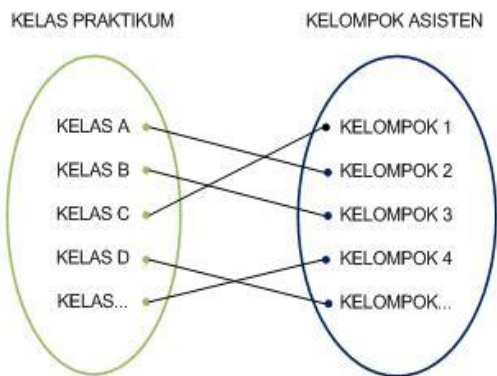 KELAS PRAKTIKUM
KELOMPOK ASISTEN
KELAS A
KELAS B
KELAS C
KELAS D
KELAS...
KELOMPOK 1
KELOMPOK 2
KELOMPOK 3
KELOMPOK 4
KELOMPOK...